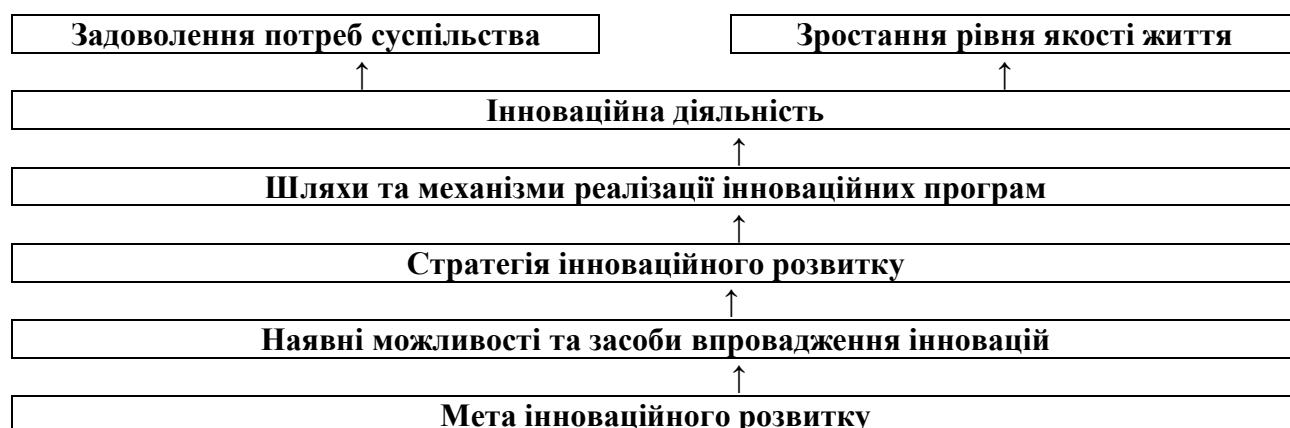 Задоволення потреб суспільства
Зростання рівня якості життя
↑ ↑
Інноваційна діяльність
↑
Шляхи та механізми реалізації інноваційних програм
↑
Стратегія інноваційного розвитку
↑
Наявні можливості та засоби впровадження інновацій
↑
Мета інноваційного розвитку